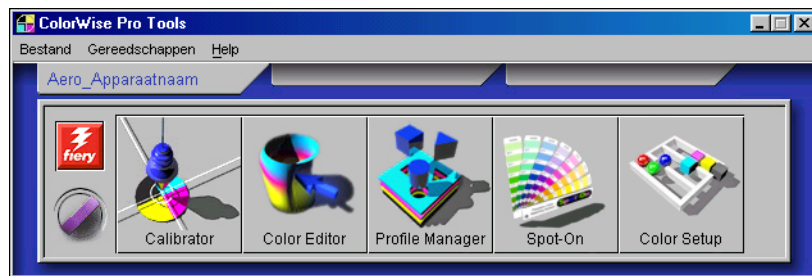 ColorWise Pro Tools
Bestand Gereedschappen Help
Aero_Apparaatnaam
fiery
Calibrator Color Editor Profile Manager Spot-On Color Setup